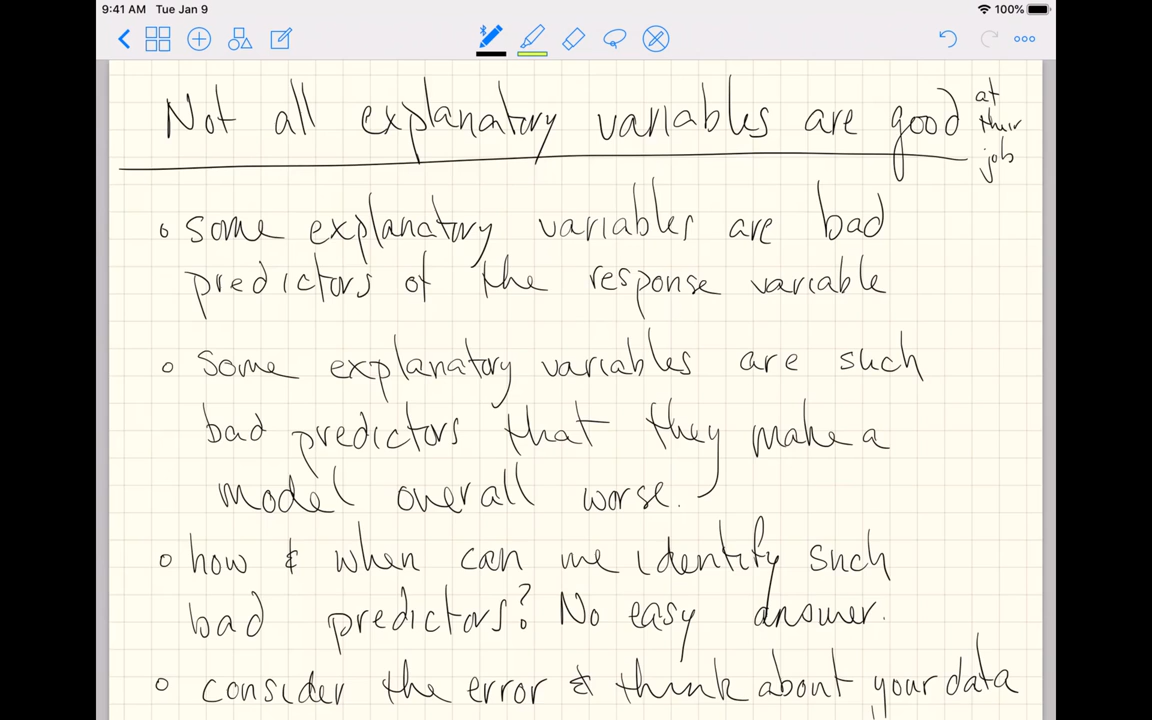 9:41 AM Tue Jan 9 100%
Not all explanatory variables are good at their job
some explanatory variables are bad
predictors of the response variable
some explanatory variables are such
bad predictors that they make a
model overall worse.
how & when can we identify such
bad predictors? No easy answer.
consider the error & think about your data